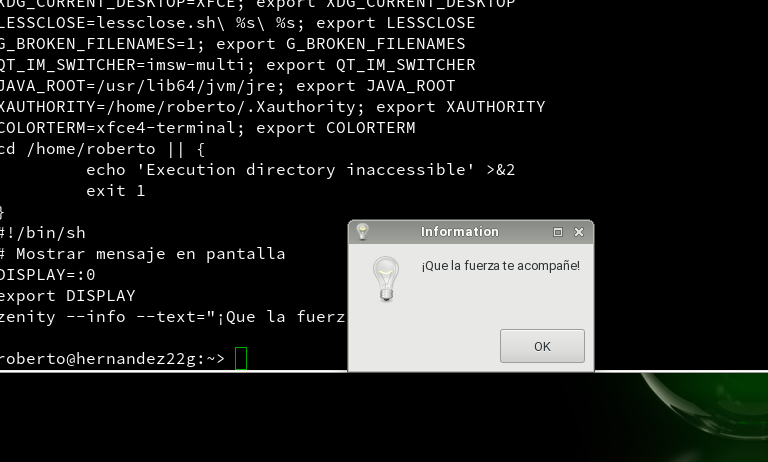 XDG_CURRENT_DESKTOP=XFCE; export XDG_CURRENT_DESKTOP
LESSCLOSE=lessclose.sh\ %s\ %s; export LESSCLOSE
G_BROKEN_FILENAMES=1; export G_BROKEN_FILENAMES
QT_IM_SWITCHER=imsw-multi; export QT_IM_SWITCHER
JAVA_ROOT=/usr/lib64/jvm/jre; export JAVA_ROOT
XAUTHORITY=/home/roberto/.Xauthority; export XAUTHORITY
COLORTERM=xfce4-terminal; export COLORTERM
cd /home/roberto || {
echo 'Execution directory inaccessible' >&2
exit 1
}
#!/bin/sh
# Mostrar mensaje en pantalla
DISPLAY=:0
export DISPLAY
zenity --info --text="¡Que la fuerz
roberto@hernandez22g:~>
Information
¡Que la fuerza te acompañe!
OK